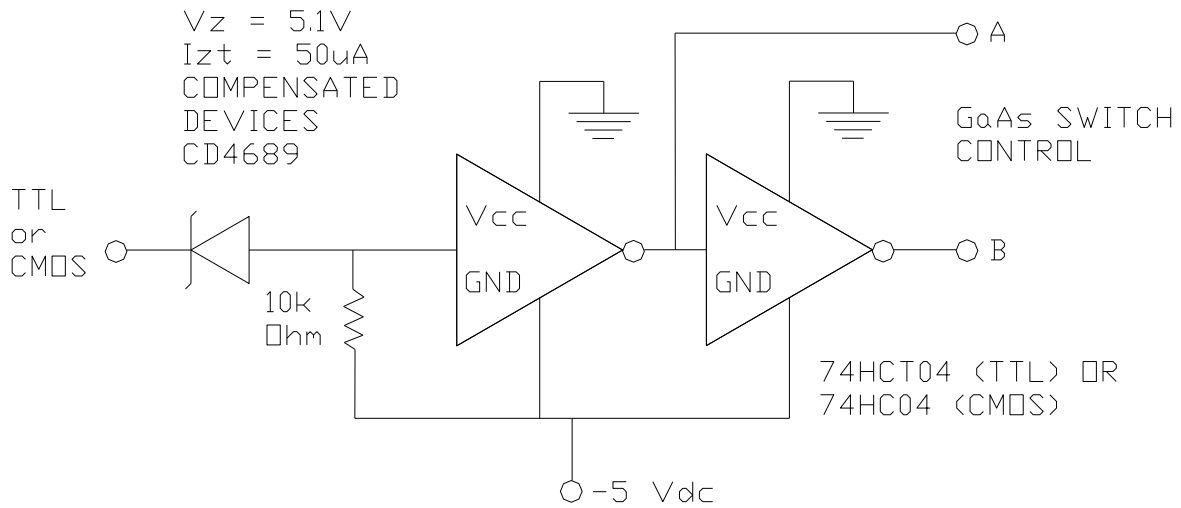 Vz = 5.1V
Izt = 50uA
COMPENSATED
DEVICES
CD4689
A
GaAs SWITCH
CONTROL
TTL
or
CMOS
Vcc
GND
Vcc
GND
B
10k
Ohm
74HCT04 (TTL) OR
74HC04 (CMOS)
-5 Vdc